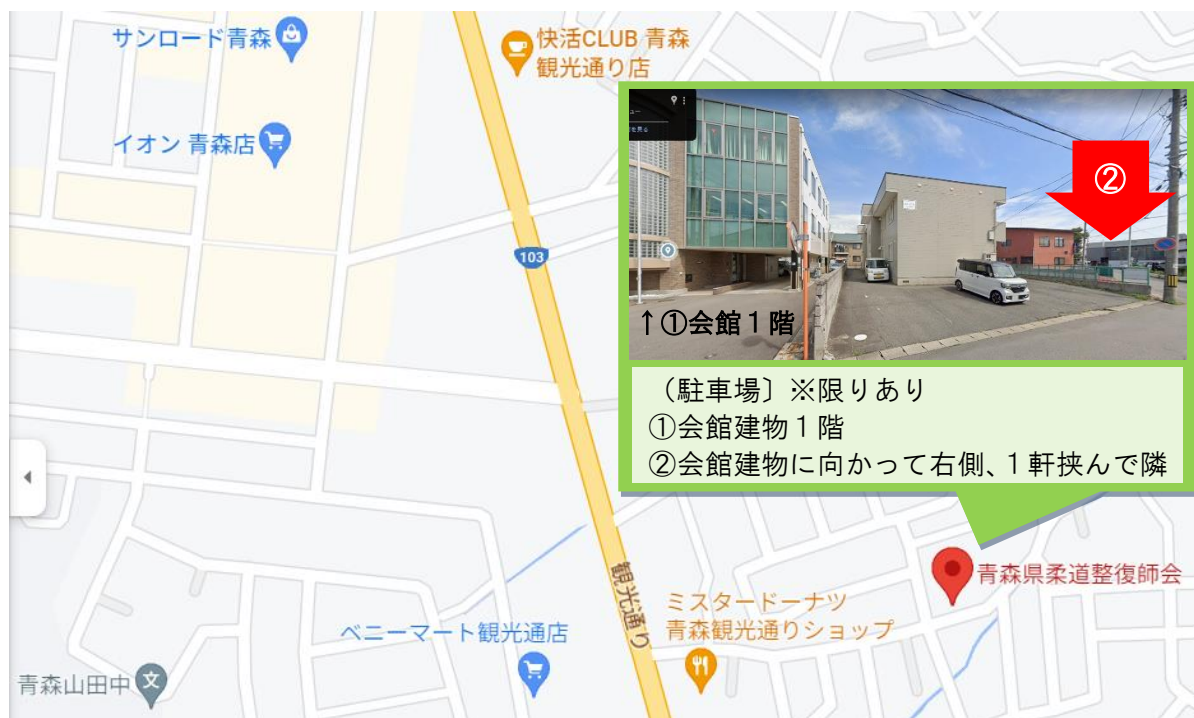 サンロード青森
快活CLUB 青森
観光通り店
イオン 青森店
②
103
↑①会館１階
（駐車場〕※限りあり
①会館建物１階
②会館建物に向かって右側、１軒挟んで隣
青森県柔道整復師会
観光通り
ミスタードーナツ
青森観光通りショップ
ベニーマート観光通店
青森山田中
文